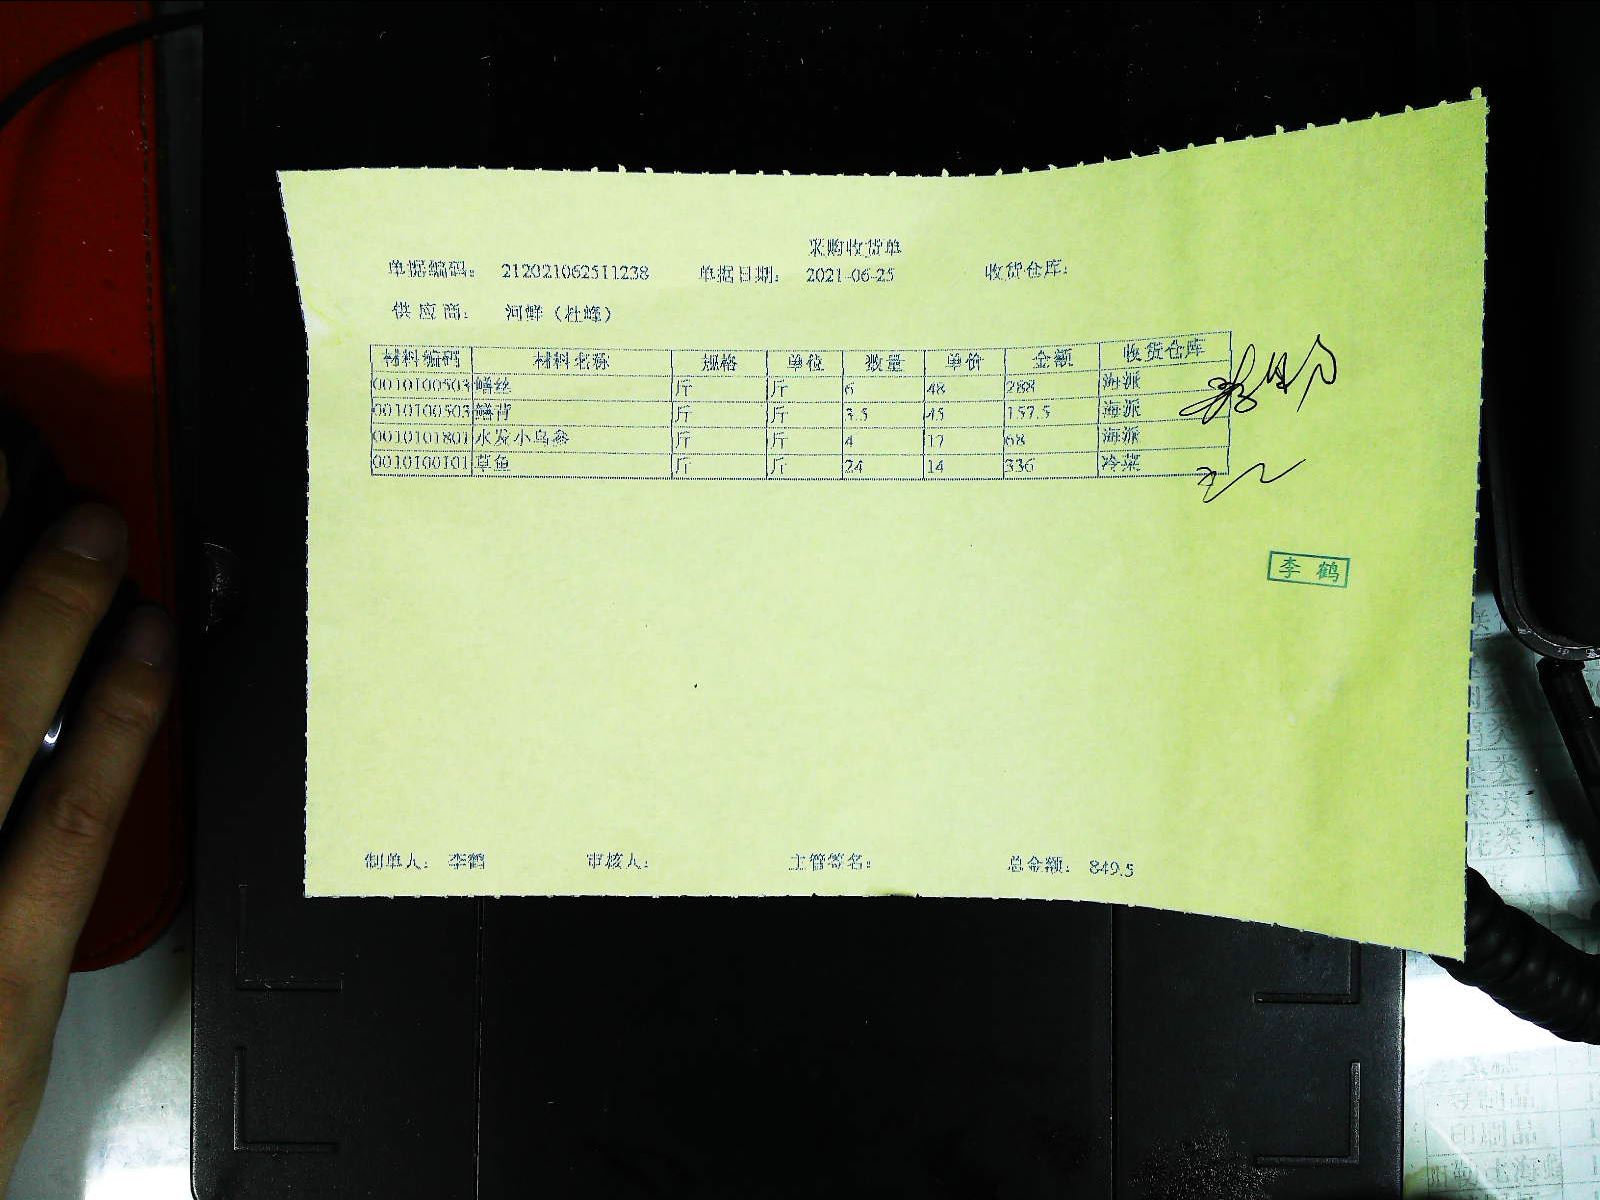 采购收货单
单据编码: 212021062511238 单据日期: 2021-06-25 收货仓库:
供应商: 河鲜（杜峰）
材料编码 材料名称 规格 单位 数量 单价 金额 收货仓库
0010100503 鳝丝 斤 斤 6 48 288 海派
0010100503 鳝背 斤 斤 3.5 45 157.5 海派
0010101801 水发小乌参 斤 斤 4 17 68 海派
0010100101 草鱼 斤 斤 24 14 336 冷菜
李鹤
制单人: 李鹤 审核人: 主管签名: 总金额: 849.5